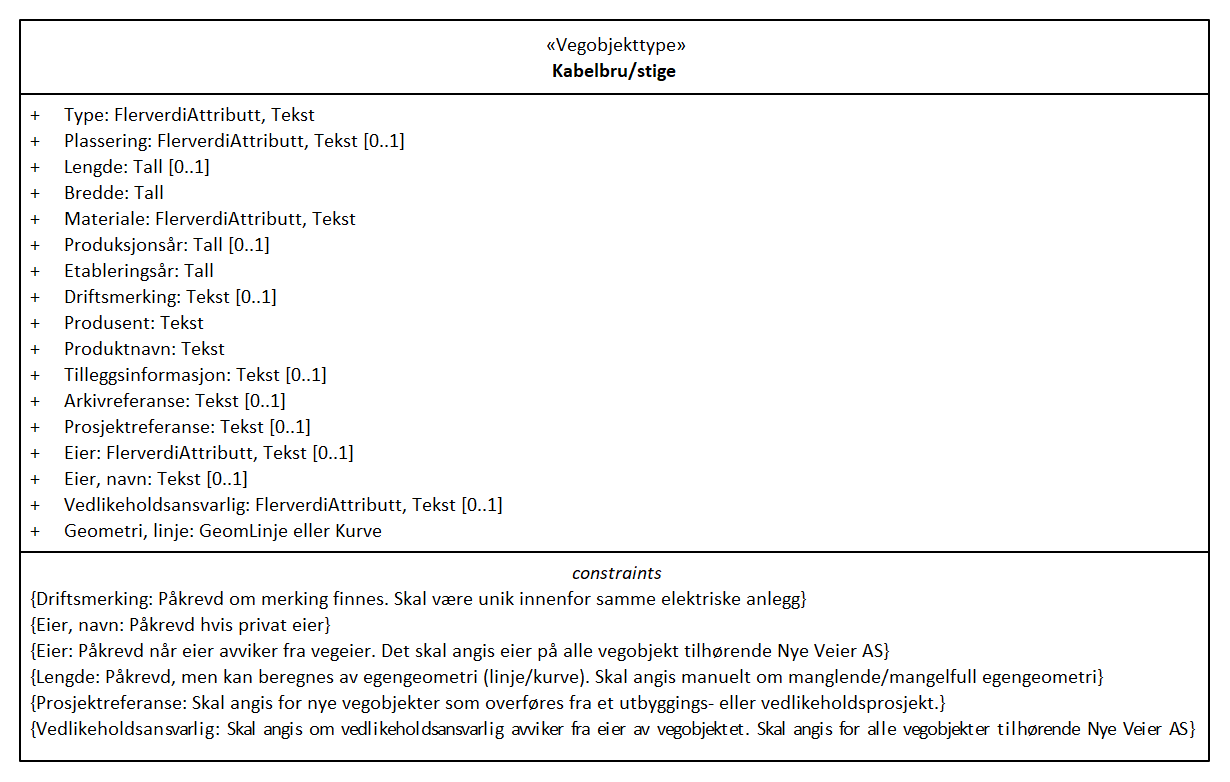 «Vegobjekttype»
Kabelbru/stige
+ Type: FlerverdiAttributt, Tekst
+ Plassering: FlerverdiAttributt, Tekst [0..1]
+ Lengde: Tall [0..1]
+ Bredde: Tall
+ Materiale: FlerverdiAttributt, Tekst
+ Produksjonsår: Tall [0..1]
+ Etableringsår: Tall
+ Driftsmerking: Tekst [0..1]
+ Produsent: Tekst
+ Produktnavn: Tekst
+ Tilleggsinformasjon: Tekst [0..1]
+ Arkivreferanse: Tekst [0..1]
+ Prosjektreferanse: Tekst [0..1]
+ Eier: FlerverdiAttributt, Tekst [0..1]
+ Eier, navn: Tekst [0..1]
+ Vedlikeholdsansvarlig: FlerverdiAttributt, Tekst [0..1]
+ Geometri, linje: GeomLinje eller Kurve
constraints
{Driftsmerking: Påkrevd om merking finnes. Skal være unik innenfor samme elektriske anlegg}
{Eier, navn: Påkrevd hvis privat eier}
{Eier: Påkrevd når eier avviker fra vegeier. Det skal angis eier på alle vegobjekt tilhørende Nye Veier AS}
{Lengde: Påkrevd, men kan beregnes av egengeometri (linje/kurve). Skal angis manuelt om manglende/mangelfull egengeometri}
{Prosjektreferanse: Skal angis for nye vegobjekter som overføres fra et utbyggings- eller vedlikeholdsprosjekt.}
{Vedlikeholdsansvarlig: Skal angis om vedlikeholdsansvarlig avviker fra eier av vegobjektet. Skal angis for alle vegobjekter tilhørende Nye Veier AS}